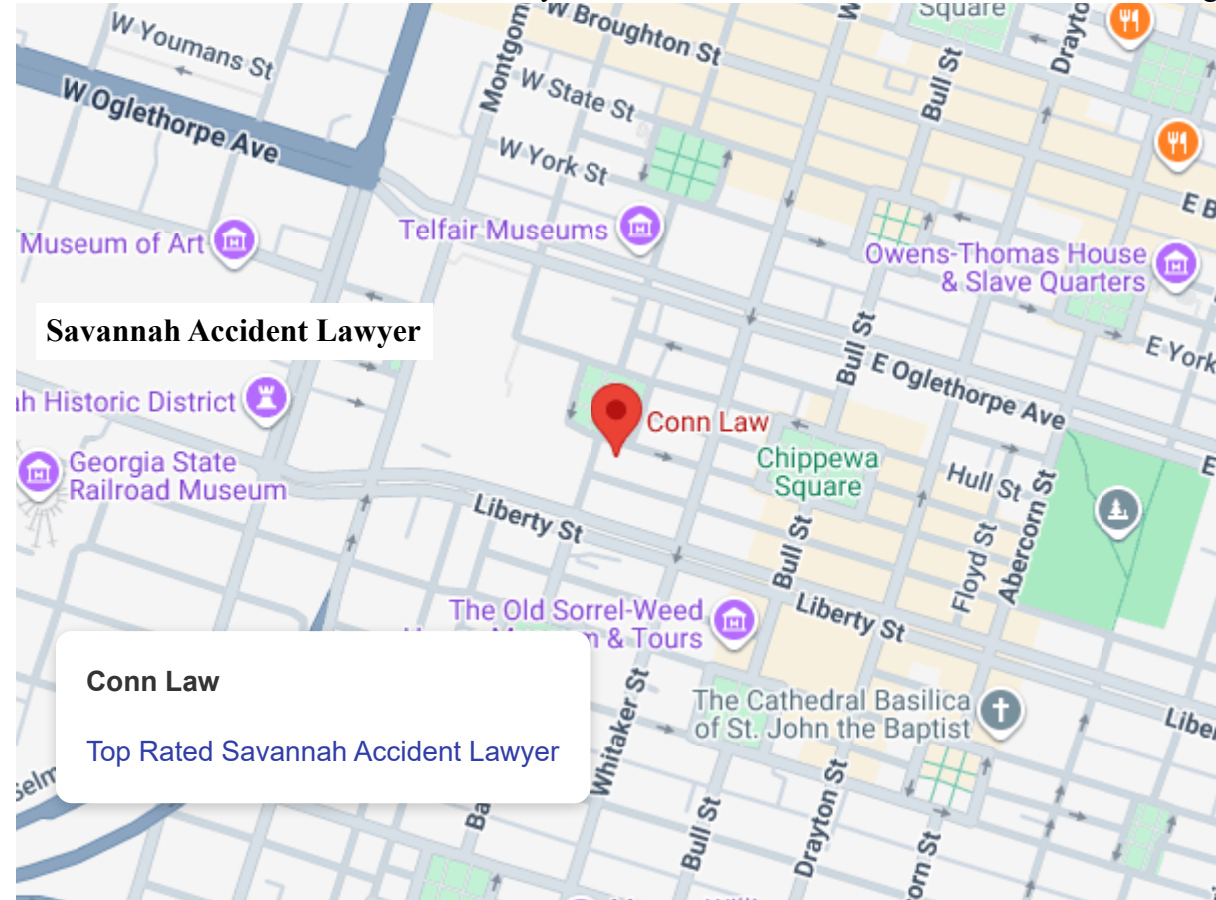 W Broughton St
Square
W Youmans St
W Oglethorpe Ave
W State St
Bull St
W York St
Telfair Museums
Museum of Art
Owens-Thomas House
& Slave Quarters
E York
Savannah Accident Lawyer
Bull St
E Oglethorpe Ave
Historic District
Conn Law
Georgia State
Railroad Museum
Chippewa
Square
Hull St
Liberty St
Bull St
Floyd St
Abercorn St
The Old Sorrel-Weed
& Tours
Liberty St
Conn Law
Top Rated Savannah Accident Lawyer
Whitaker St
The Cathedral Basilica
of St. John the Baptist
Bull St
Drayton St